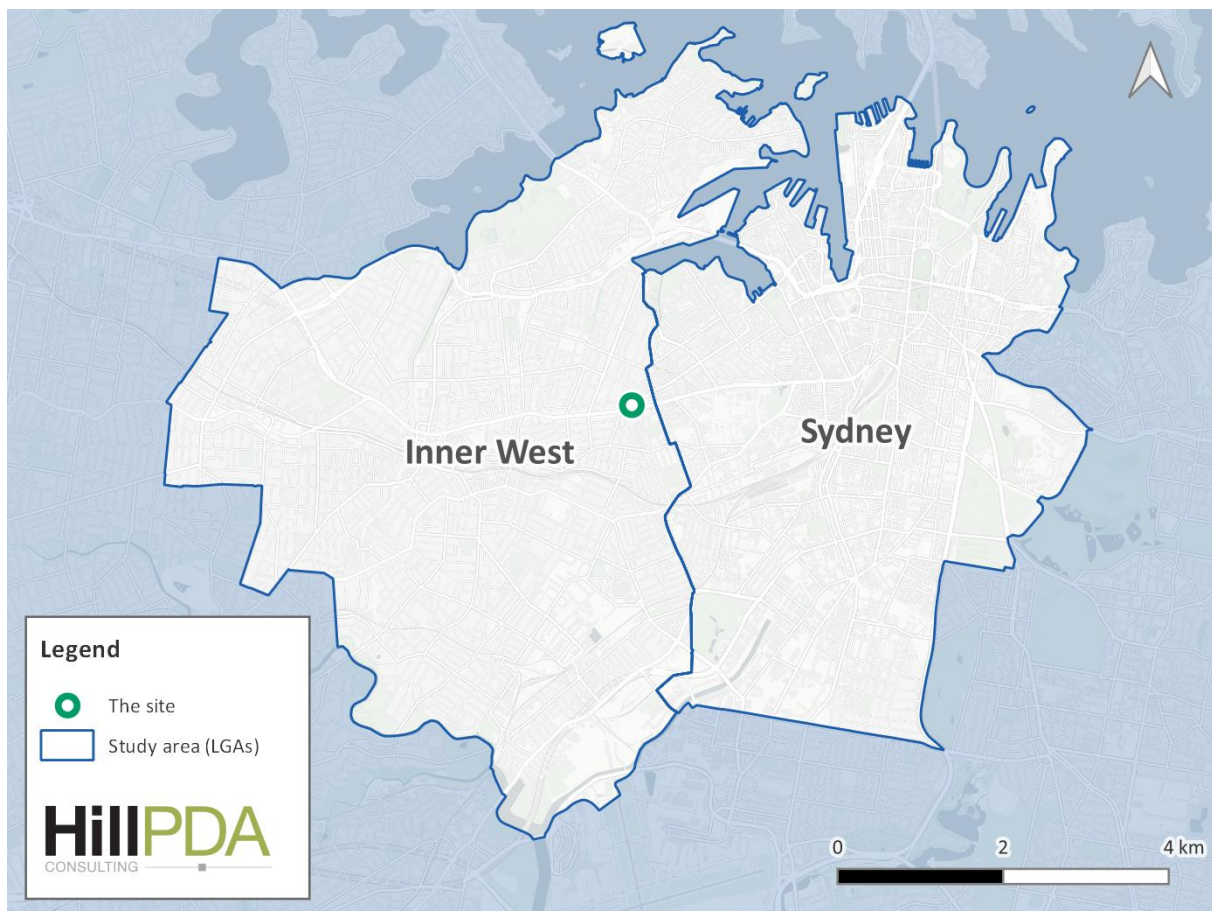 Inner West
Sydney
Legend
The site
Study area (LGAs)
HillPDA
CONSULTING
0 2 4 km